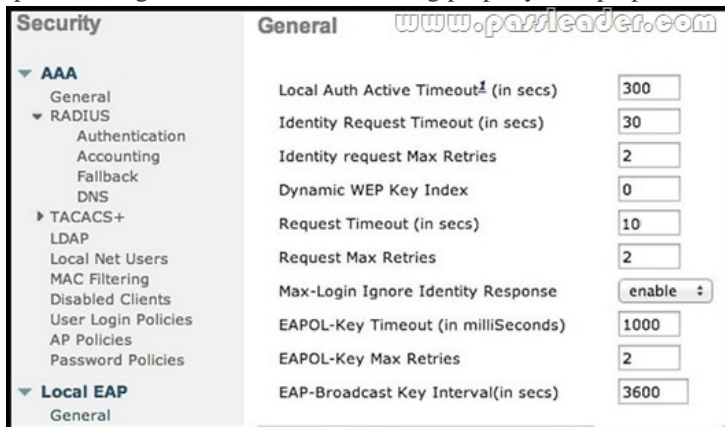 Security
General
www.passleader.com
AAA
General
RADIUS
Authentication
Accounting
Fallback
DNS
TACACS+
LDAP
Local Net Users
MAC Filtering
Disabled Clients
User Login Policies
AP Policies
Password Policies
Local EAP
General
Local Auth Active Timeout1 (in secs) 300
Identity Request Timeout (in secs) 30
Identity request Max Retries 2
Dynamic WEP Key Index 0
Request Timeout (in secs) 10
Request Max Retries 2
Max-Login Ignore Identity Response enable
EAPOL-Key Timeout (in milliSeconds) 1000
EAPOL-Key Max Retries 2
EAP-Broadcast Key Interval(in secs) 3600